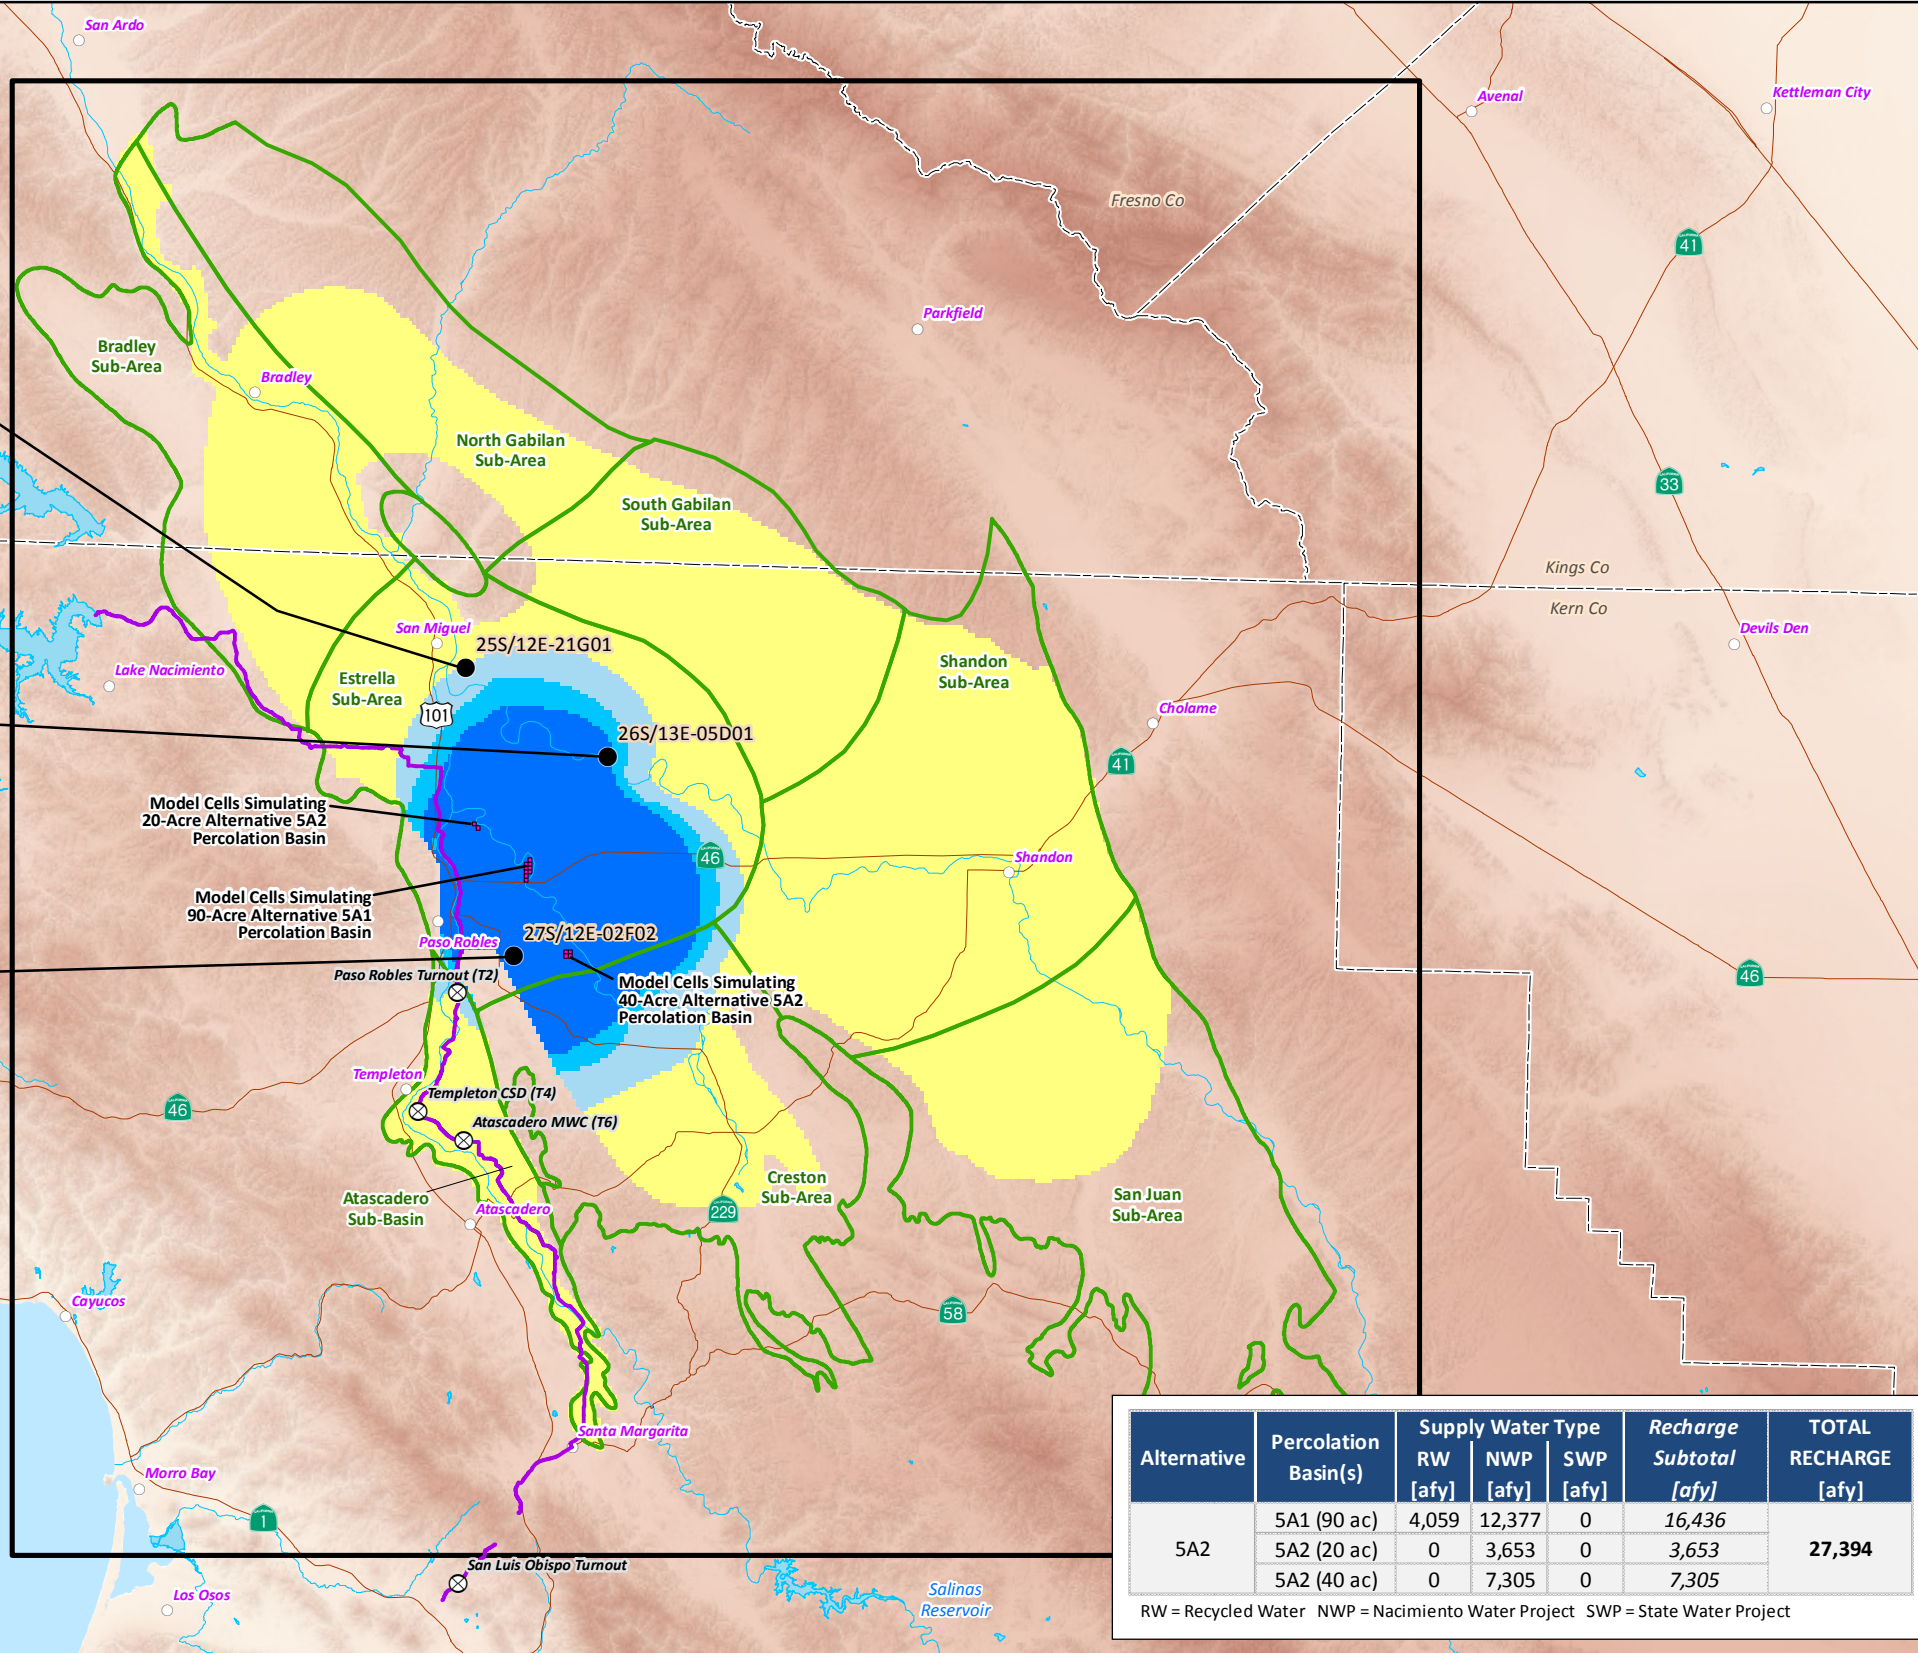 San Ardo
Avenal
Kettleman City
Fresno Co
41
Parkfield
Bradley
Sub-Area
Bradley
North Gabilan
Sub-Area
South Gabilan
Sub-Area
33
Kings Co
Kern Co
San Miguel
25S/12E-21G01
Devils Den
Lake Nacimiento
Estrella
Sub-Area
Shandon
Sub-Area
101
Cholame
26S/13E-05D01
41
Model Cells Simulating
20-Acre Alternative 5A2
Percolation Basin
46
Shandon
Model Cells Simulating
90-Acre Alternative 5A1
Percolation Basin
27S/12E-02F02
Paso Robles
Paso Robles Turnout (T2)
Model Cells Simulating
40-Acre Alternative 5A2
Percolation Basin
46
Templeton
Templeton CSD (T4)
46
Atascadero MWC (T6)
Creston
Sub-Area
Atascadero
Sub-Basin
Atascadero
229
San Juan
Sub-Area
Cayucos
58
Santa Margarita
Morro Bay
CALIFORNIA
1
San Luis Obispo Turnout
Los Osos
Salinas
Reservoir
Alternative
Percolation
Basin(s)
Supply Water Type
RW
[afy]
NWP
[afy]
SWP
[afy]
Recharge
Subtotal
[afy]
TOTAL
RECHARGE
[afy]
5A2
5A1 (90 ac) 4,059 12,377 0 16,436
5A2 (20 ac) 0 3,653 0 3,653
5A2 (40 ac) 0 7,305 0 7,305
27,394
RW = Recycled Water NWP = Nacimiento Water Project SWP = State Water Project